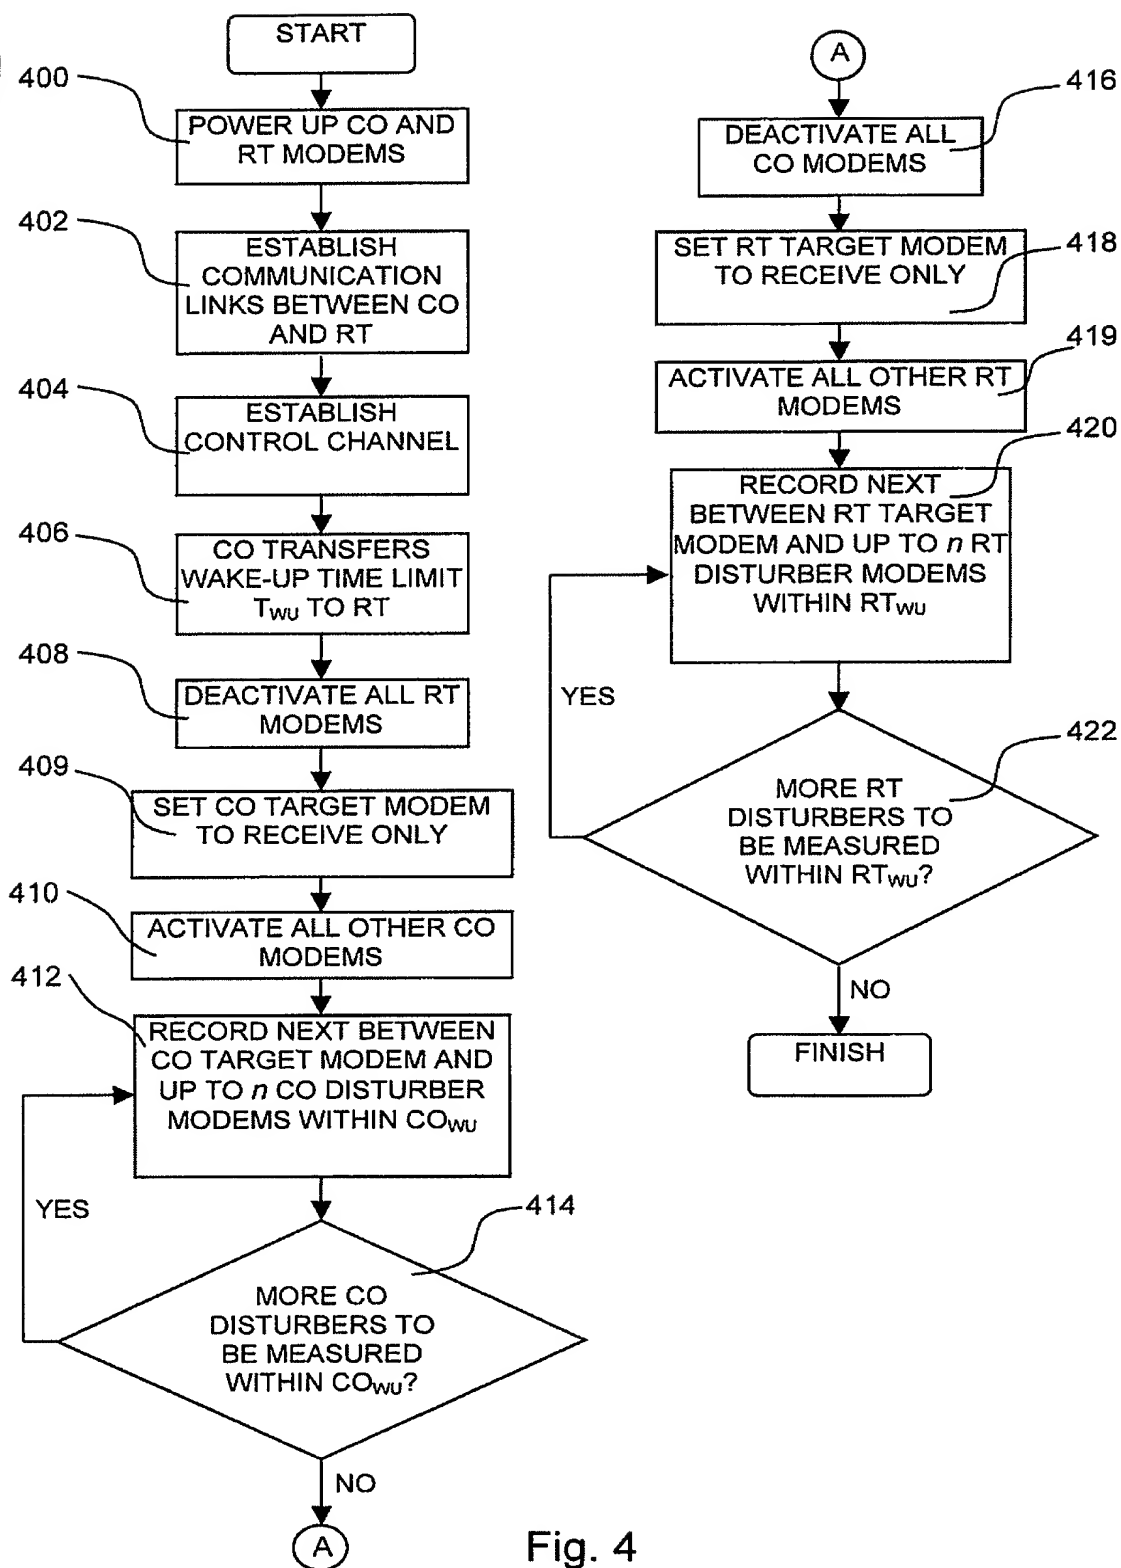 START
400
POWER UP CO AND
RT MODEMS
402
ESTABLISH
COMMUNICATION
LINKS BETWEEN CO
AND RT
404
ESTABLISH
CONTROL CHANNEL
406
CO TRANSFERS
WAKE-UP TIME LIMIT
TWU TO RT
408
DEACTIVATE ALL RT
MODEMS
409
SET CO TARGET MODEM
TO RECEIVE ONLY
410
ACTIVATE ALL OTHER CO
MODEMS
412
RECORD NEXT BETWEEN
CO TARGET MODEM AND
UP TO n CO DISTURBER
MODEMS WITHIN COWU
YES
414
MORE CO
DISTURBERS TO
BE MEASURED
WITHIN COWU?
NO
A
A
416
DEACTIVATE ALL
CO MODEMS
SET RT TARGET MODEM
TO RECEIVE ONLY
418
419
ACTIVATE ALL OTHER RT
MODEMS
420
RECORD NEXT
BETWEEN RT TARGET
MODEM AND UP TO n RT
DISTURBER MODEMS
WITHIN RTWU
YES
422
MORE RT
DISTURBERS TO
BE MEASURED
WITHIN RTWU?
NO
FINISH
Fig. 4